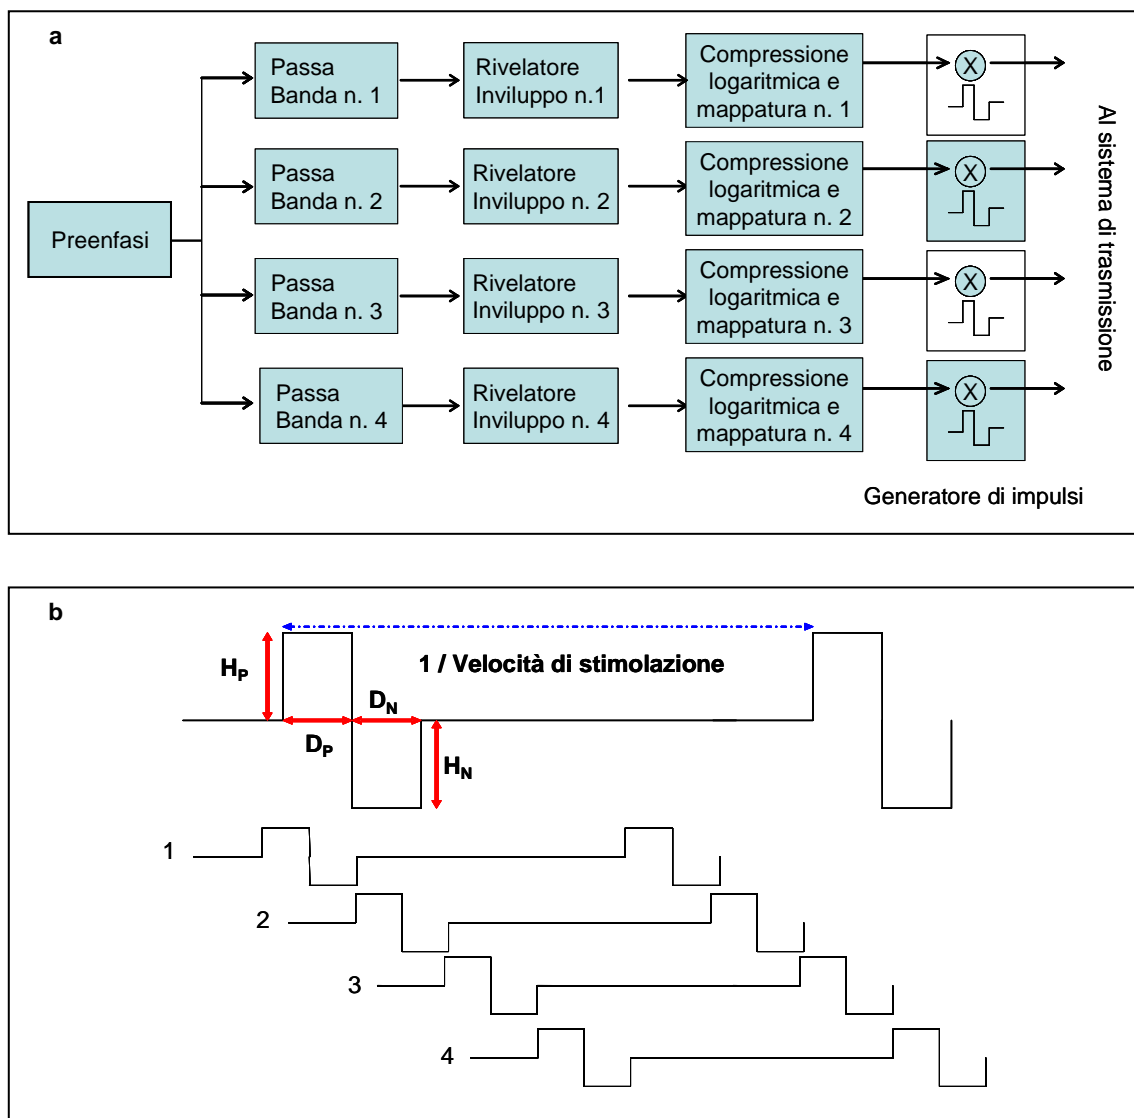 a
Preenfasi
Passa
Banda n. 1
Rivelatore
Inviluppo n.1
Compressione
logaritmica e
mappatura n. 1
X
Passa
Banda n. 2
Rivelatore
Inviluppo n. 2
Compressione
logaritmica e
mappatura n. 2
X
Passa
Banda n. 3
Rivelatore
Inviluppo n. 3
Compressione
logaritmica e
mappatura n. 3
X
Passa
Banda n. 4
Rivelatore
Inviluppo n. 4
Compressione
logaritmica e
mappatura n. 4
X
Al sistema di trasmissione
Generatore di impulsi
b
1 / Velocità di stimolazione
HP
DN
DP
HN
1
2
3
4